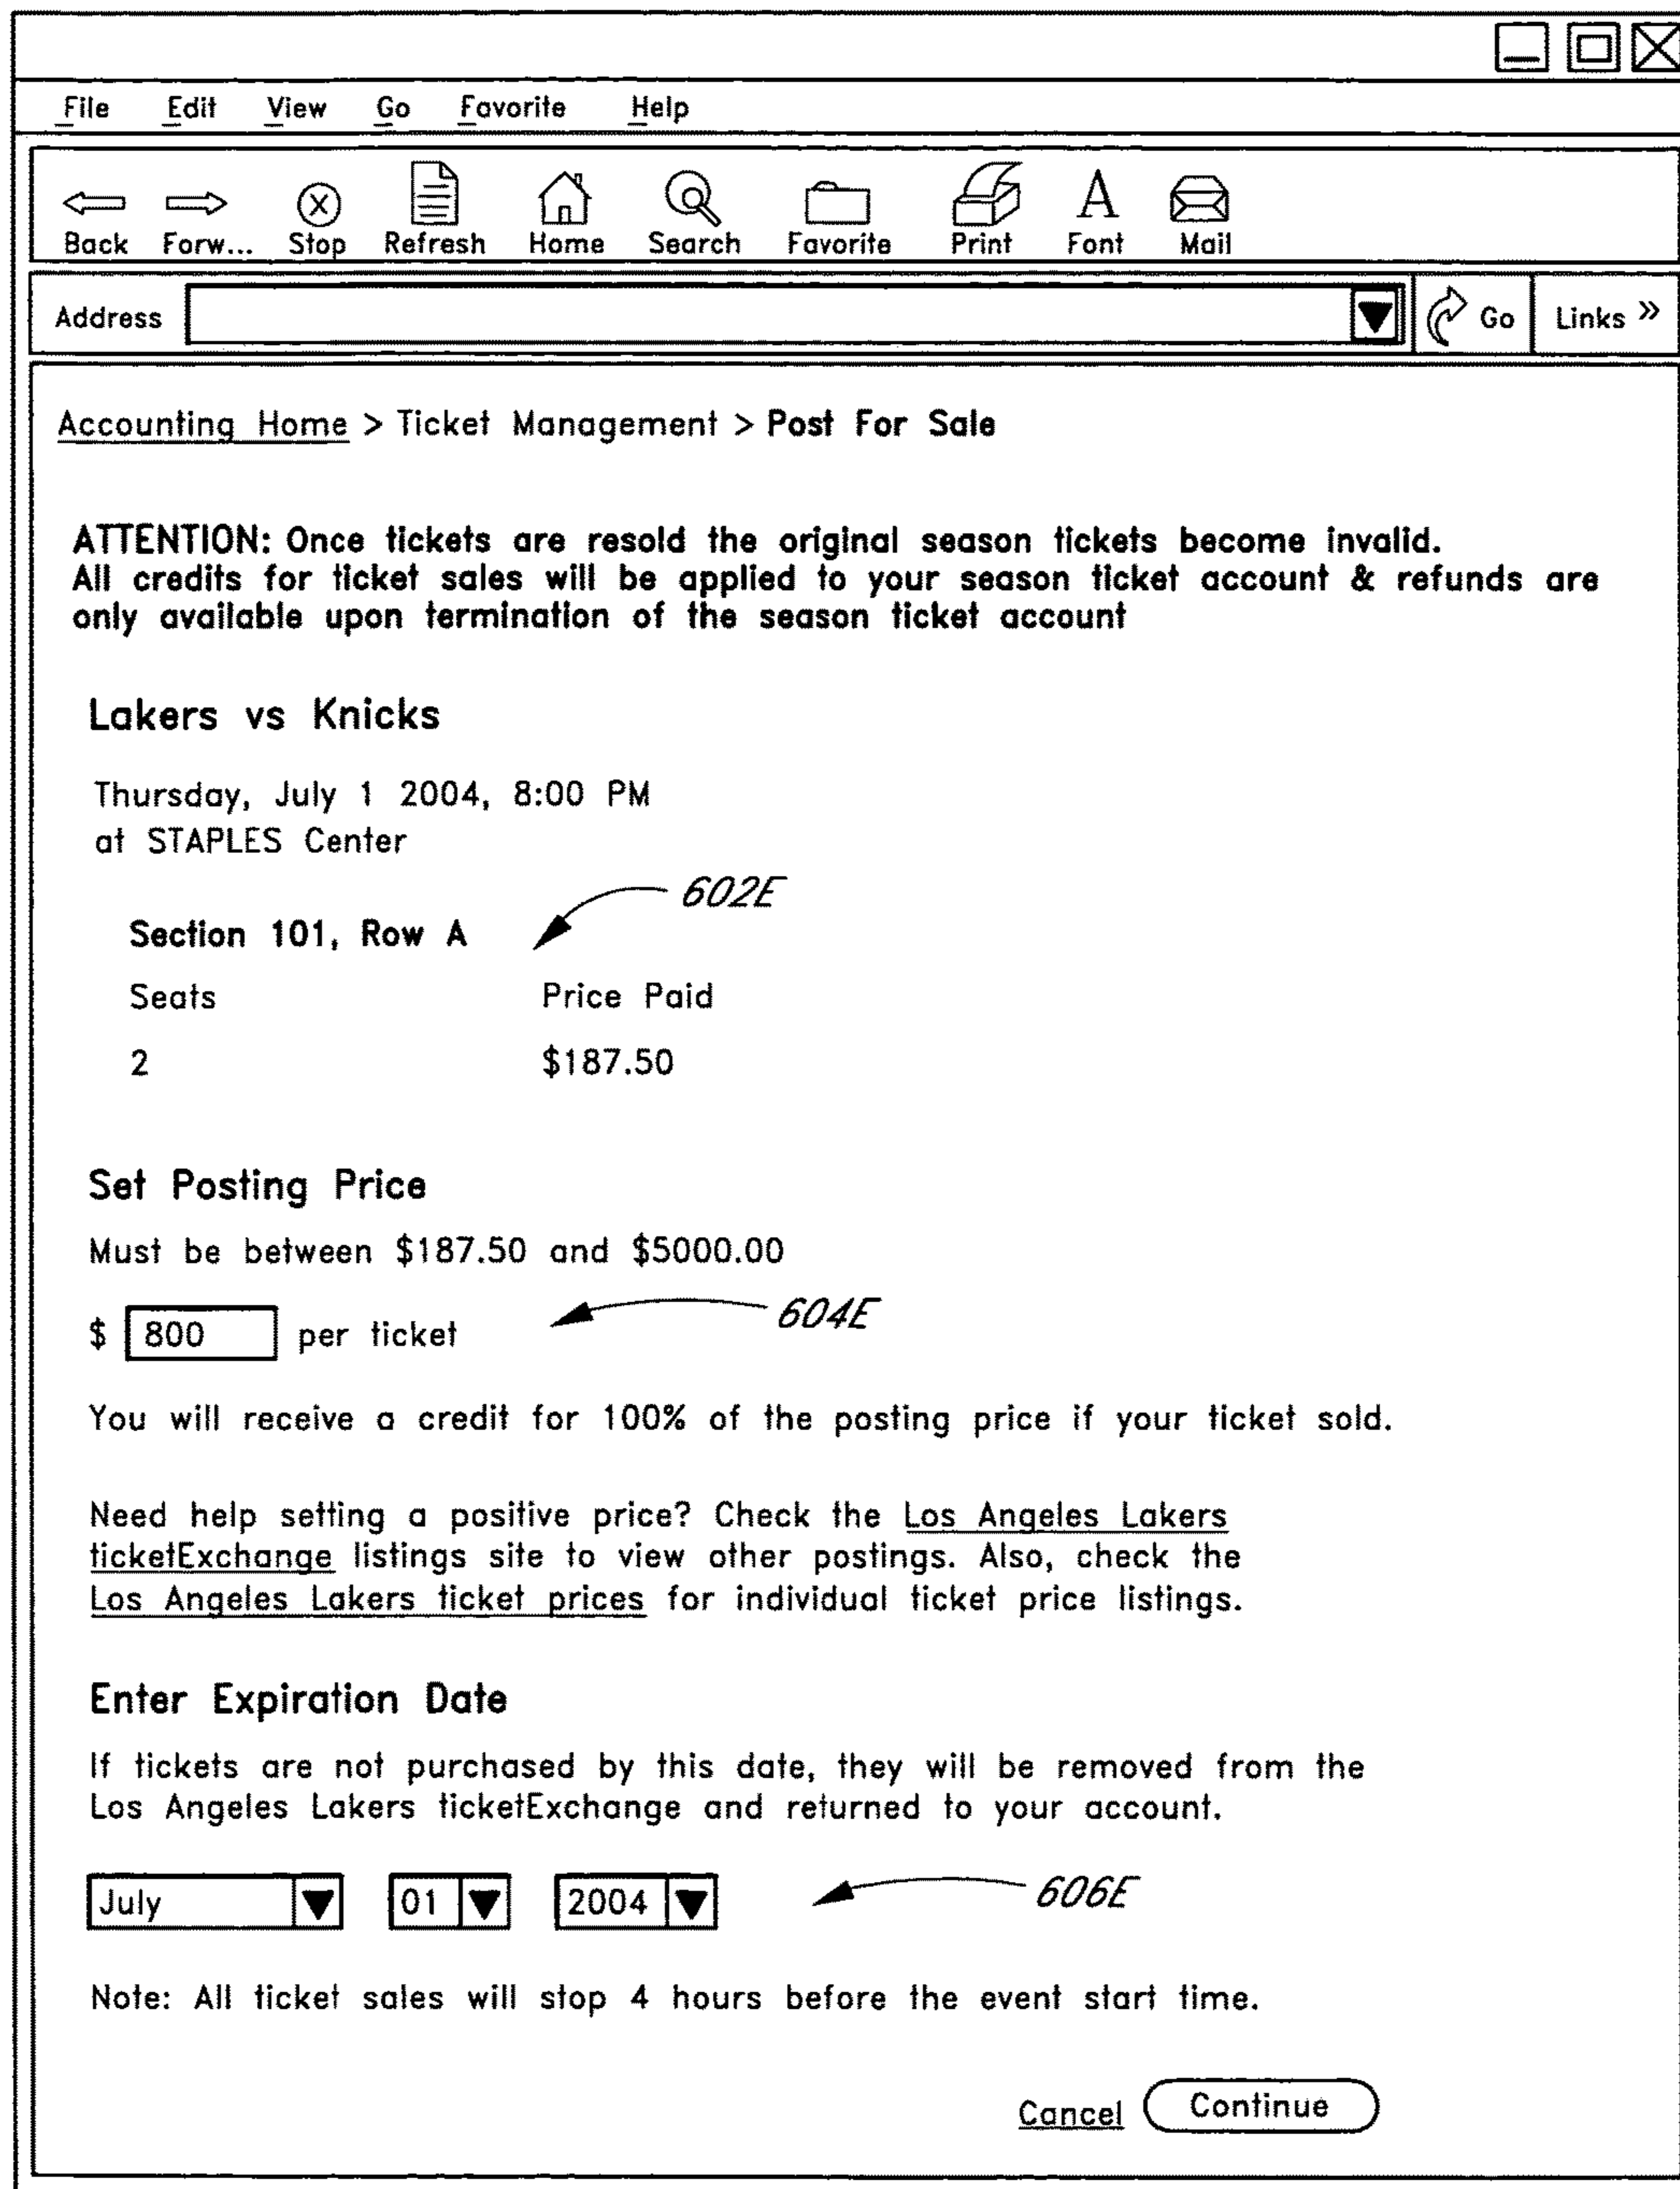 File Edit View Go Favorite Help
Back Forw... Stop Refresh Home Search Favorite Print Font Mail
Address Go Links »
Accounting Home > Ticket Management > Post For Sale
ATTENTION: Once tickets are resold the original season tickets become invalid.
All credits for ticket sales will be applied to your season ticket account & refunds are
only available upon termination of the season ticket account
Lakers vs Knicks
Thursday, July 1 2004, 8:00 PM
at STAPLES Center
602E
Section 101, Row A
Seats Price Paid
2 $187.50
Set Posting Price
Must be between $187.50 and $5000.00
$ 800 per ticket 604E
You will receive a credit for 100% of the posting price if your ticket sold.
Need help setting a positive price? Check the Los Angeles Lakers
ticketExchange listings site to view other postings. Also, check the
Los Angeles Lakers ticket prices for individual ticket price listings.
Enter Expiration Date
If tickets are not purchased by this date, they will be removed from the
Los Angeles Lakers ticketExchange and returned to your account.
July 01 2004 606E
Note: All ticket sales will stop 4 hours before the event start time.
Cancel Continue